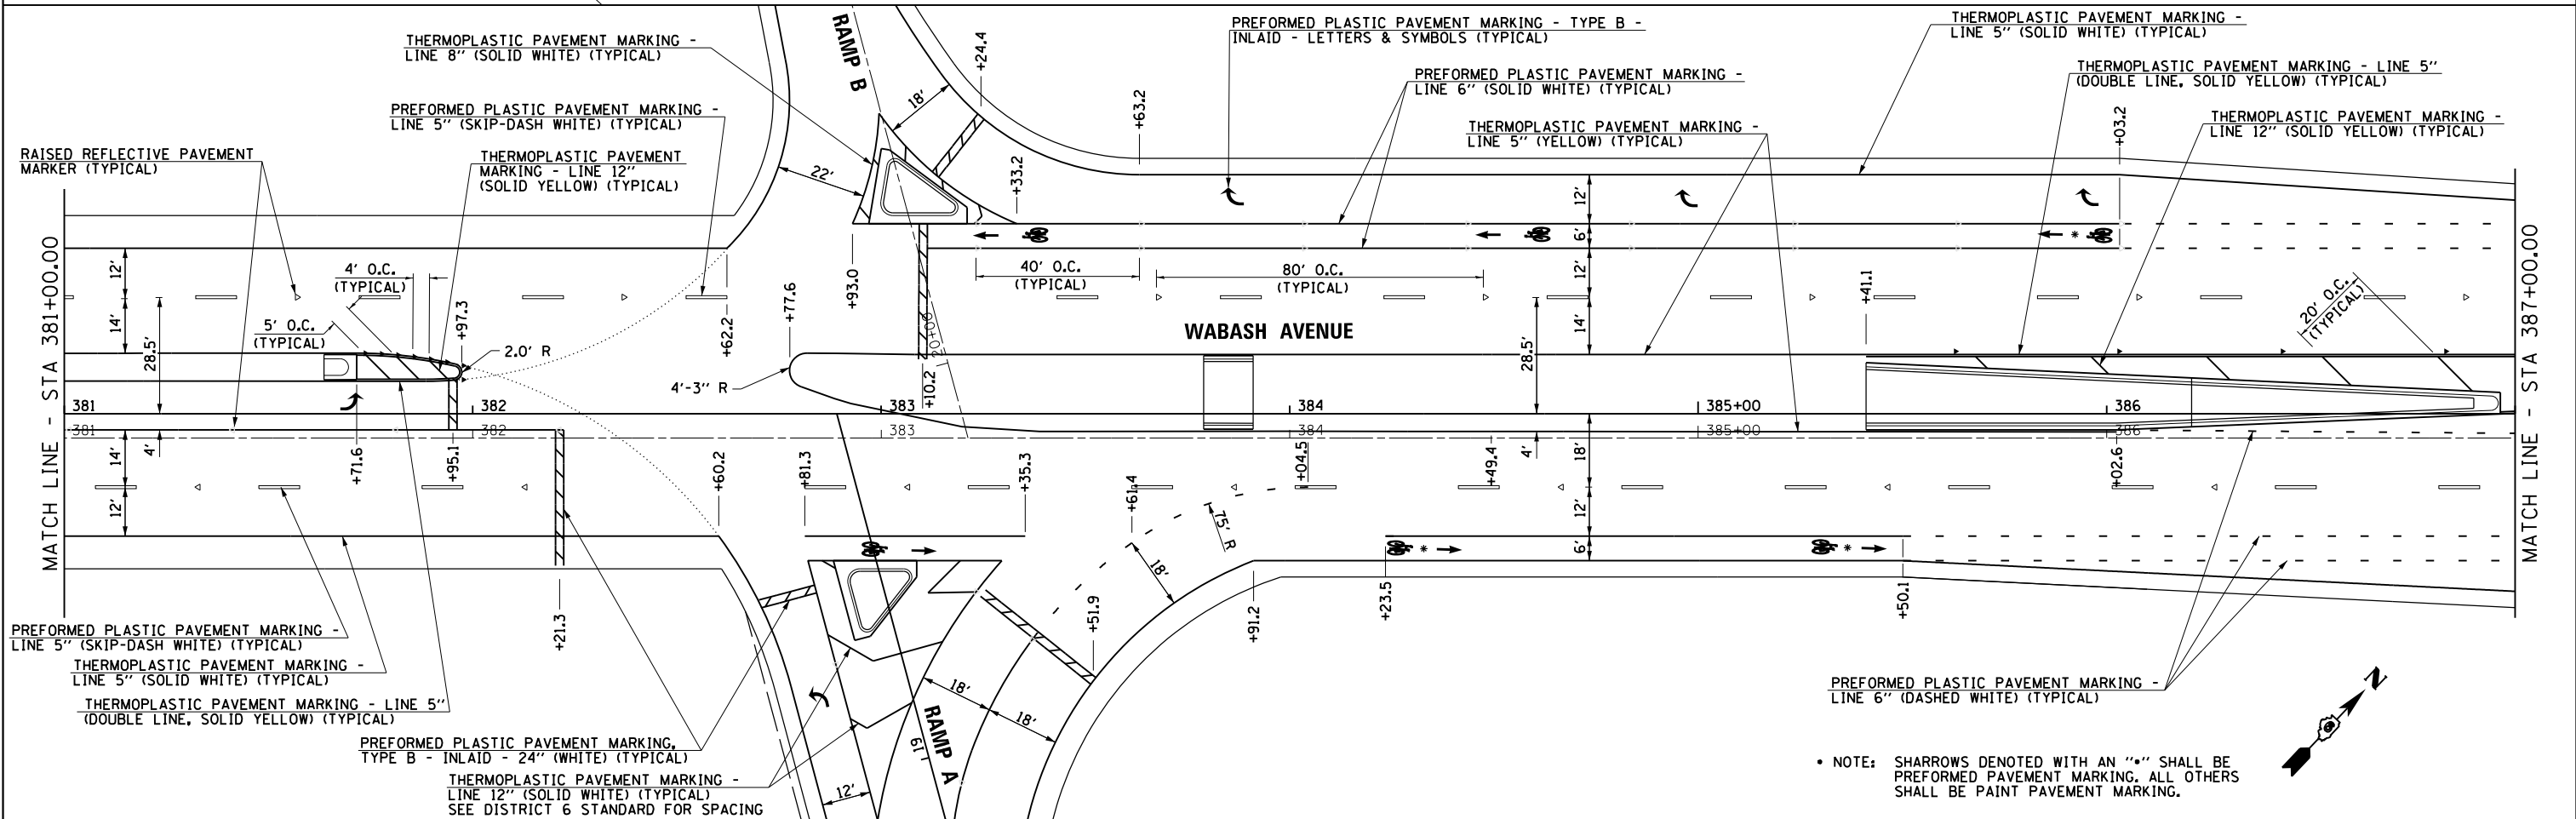 THERMOPLASTIC PAVEMENT MARKING -
LINE 8" (SOLID WHITE) (TYPICAL)
PREFORMED PLASTIC PAVEMENT MARKING -
LINE 5" (SKIP-DASH WHITE) (TYPICAL)
RAISED REFLECTIVE PAVEMENT
MARKER (TYPICAL)
THERMOPLASTIC PAVEMENT
MARKING - LINE 12"
(SOLID YELLOW) (TYPICAL)
RAMP B
PREFORMED PLASTIC PAVEMENT MARKING - TYPE B -
INLAID - LETTERS & SYMBOLS (TYPICAL)
PREFORMED PLASTIC PAVEMENT MARKING -
LINE 6" (SOLID WHITE) (TYPICAL)
THERMOPLASTIC PAVEMENT MARKING -
LINE 5" (YELLOW) (TYPICAL)
THERMOPLASTIC PAVEMENT MARKING -
LINE 5" (SOLID WHITE) (TYPICAL)
THERMOPLASTIC PAVEMENT MARKING - LINE 5"
(DOUBLE LINE, SOLID YELLOW) (TYPICAL)
THERMOPLASTIC PAVEMENT MARKING -
LINE 12" (SOLID YELLOW) (TYPICAL)
18'
+24.4
+63.2
+33.2
+03.2
22'
12'
6'
12'
14'
28.5'
12'
14'
28.5'
4' O.C.
(TYPICAL)
5' O.C.
(TYPICAL)
+97.3
2.0' R
+62.2
+77.6
+93.0
4'-3" R
20+00
+10.2
40' O.C.
(TYPICAL)
80' O.C.
(TYPICAL)
WABASH AVENUE
+41.1
20' O.C.
(TYPICAL)
MATCH LINE - STA 381+00.00
MATCH LINE - STA 387+00.00
381
382
383
384
385+00
386
381
382
383
384
385+00
386
14'
12'
4'
+71.6
+95.1
+21.3
+60.2
+81.3
+35.3
+61.4
+04.5
+49.4
4'
18'
12'
6'
+02.6
75' R
18'
+51.9
+91.2
+23.5
* *
*
+50.1
PREFORMED PLASTIC PAVEMENT MARKING -
LINE 5" (SKIP-DASH WHITE) (TYPICAL)
THERMOPLASTIC PAVEMENT MARKING -
LINE 5" (SOLID WHITE) (TYPICAL)
THERMOPLASTIC PAVEMENT MARKING - LINE 5"
(DOUBLE LINE, SOLID YELLOW) (TYPICAL)
PREFORMED PLASTIC PAVEMENT MARKING,
TYPE B - INLAID - 24" (WHITE) (TYPICAL)
THERMOPLASTIC PAVEMENT MARKING -
LINE 12" (SOLID WHITE) (TYPICAL)
SEE DISTRICT 6 STANDARD FOR SPACING
12'
18'
18'
RAMP A
19
PREFORMED PLASTIC PAVEMENT MARKING -
LINE 6" (DASHED WHITE) (TYPICAL)
N
* NOTE: SHARROWS DENOTED WITH AN "*" SHALL BE
PREFORMED PAVEMENT MARKING. ALL OTHERS
SHALL BE PAINT PAVEMENT MARKING.